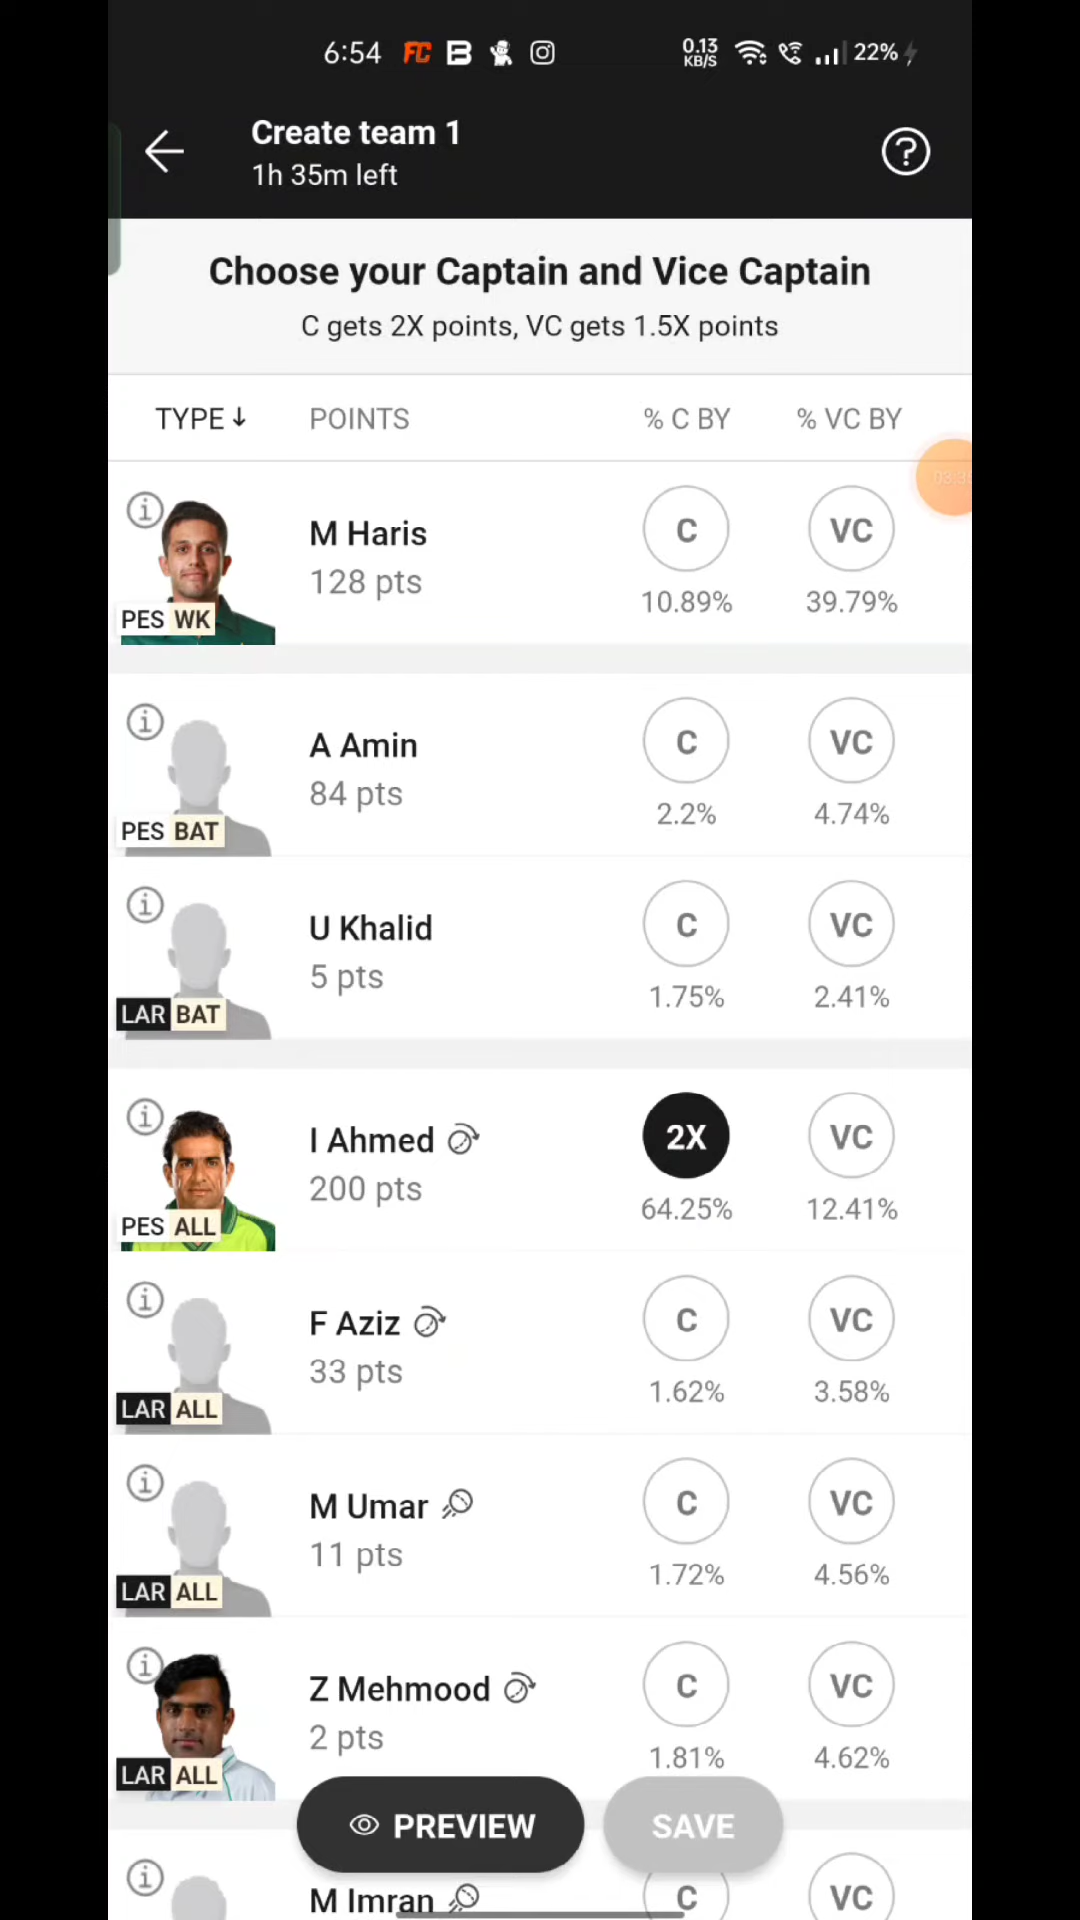 6:54 FC B 0.13 KB/S 22%
Create team 1
1h 35m left
Choose your Captain and Vice Captain
C gets 2X points, VC gets 1.5X points
TYPE↓ POINTS % C BY % VC BY
M Haris C VC
128 pts 10.89% 39.79%
PES WK
A Amin C VC
84 pts 2.2% 4.74%
PES BAT
U Khalid C VC
5 pts 1.75% 2.41%
LAR BAT
I Ahmed 2X VC
200 pts 64.25% 12.41%
PES ALL
F Aziz C VC
33 pts 1.62% 3.58%
LAR ALL
M Umar C VC
11 pts 1.72% 4.56%
LAR ALL
Z Mehmood C VC
2 pts 1.81% 4.62%
LAR ALL
PREVIEW SAVE
M Imran C VC